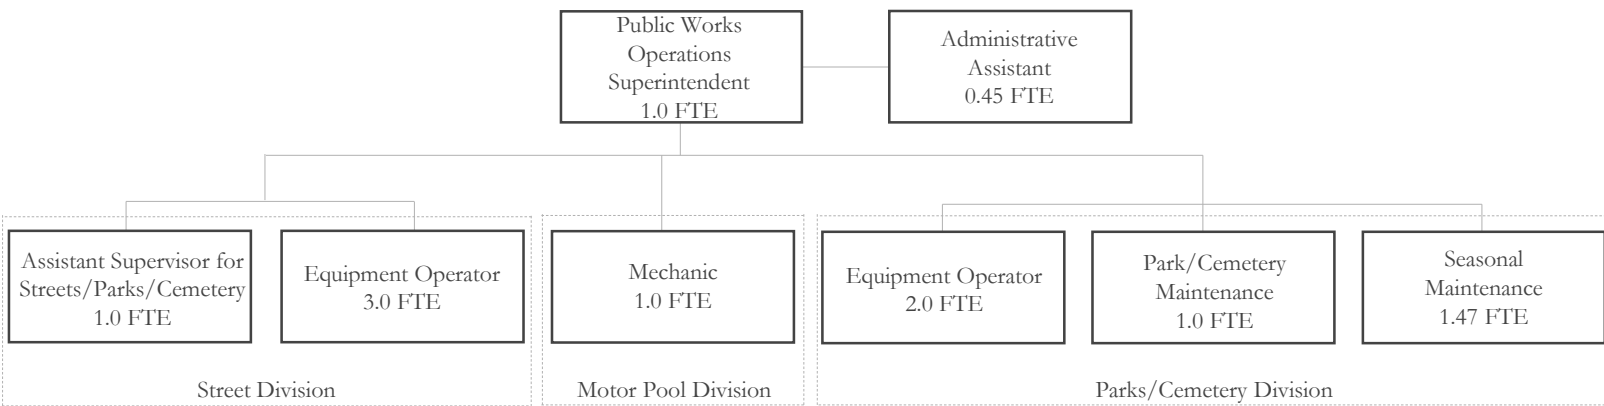 Public Works
Operations
Superintendent
1.0 FTE
Administrative
Assistant
0.45 FTE
Assistant Supervisor for
Streets/Parks/Cemetery
1.0 FTE
Equipment Operator
3.0 FTE
Mechanic
1.0 FTE
Equipment Operator
2.0 FTE
Park/Cemetery
Maintenance
1.0 FTE
Seasonal
Maintenance
1.47 FTE
Street Division
Motor Pool Division
Parks/Cemetery Division